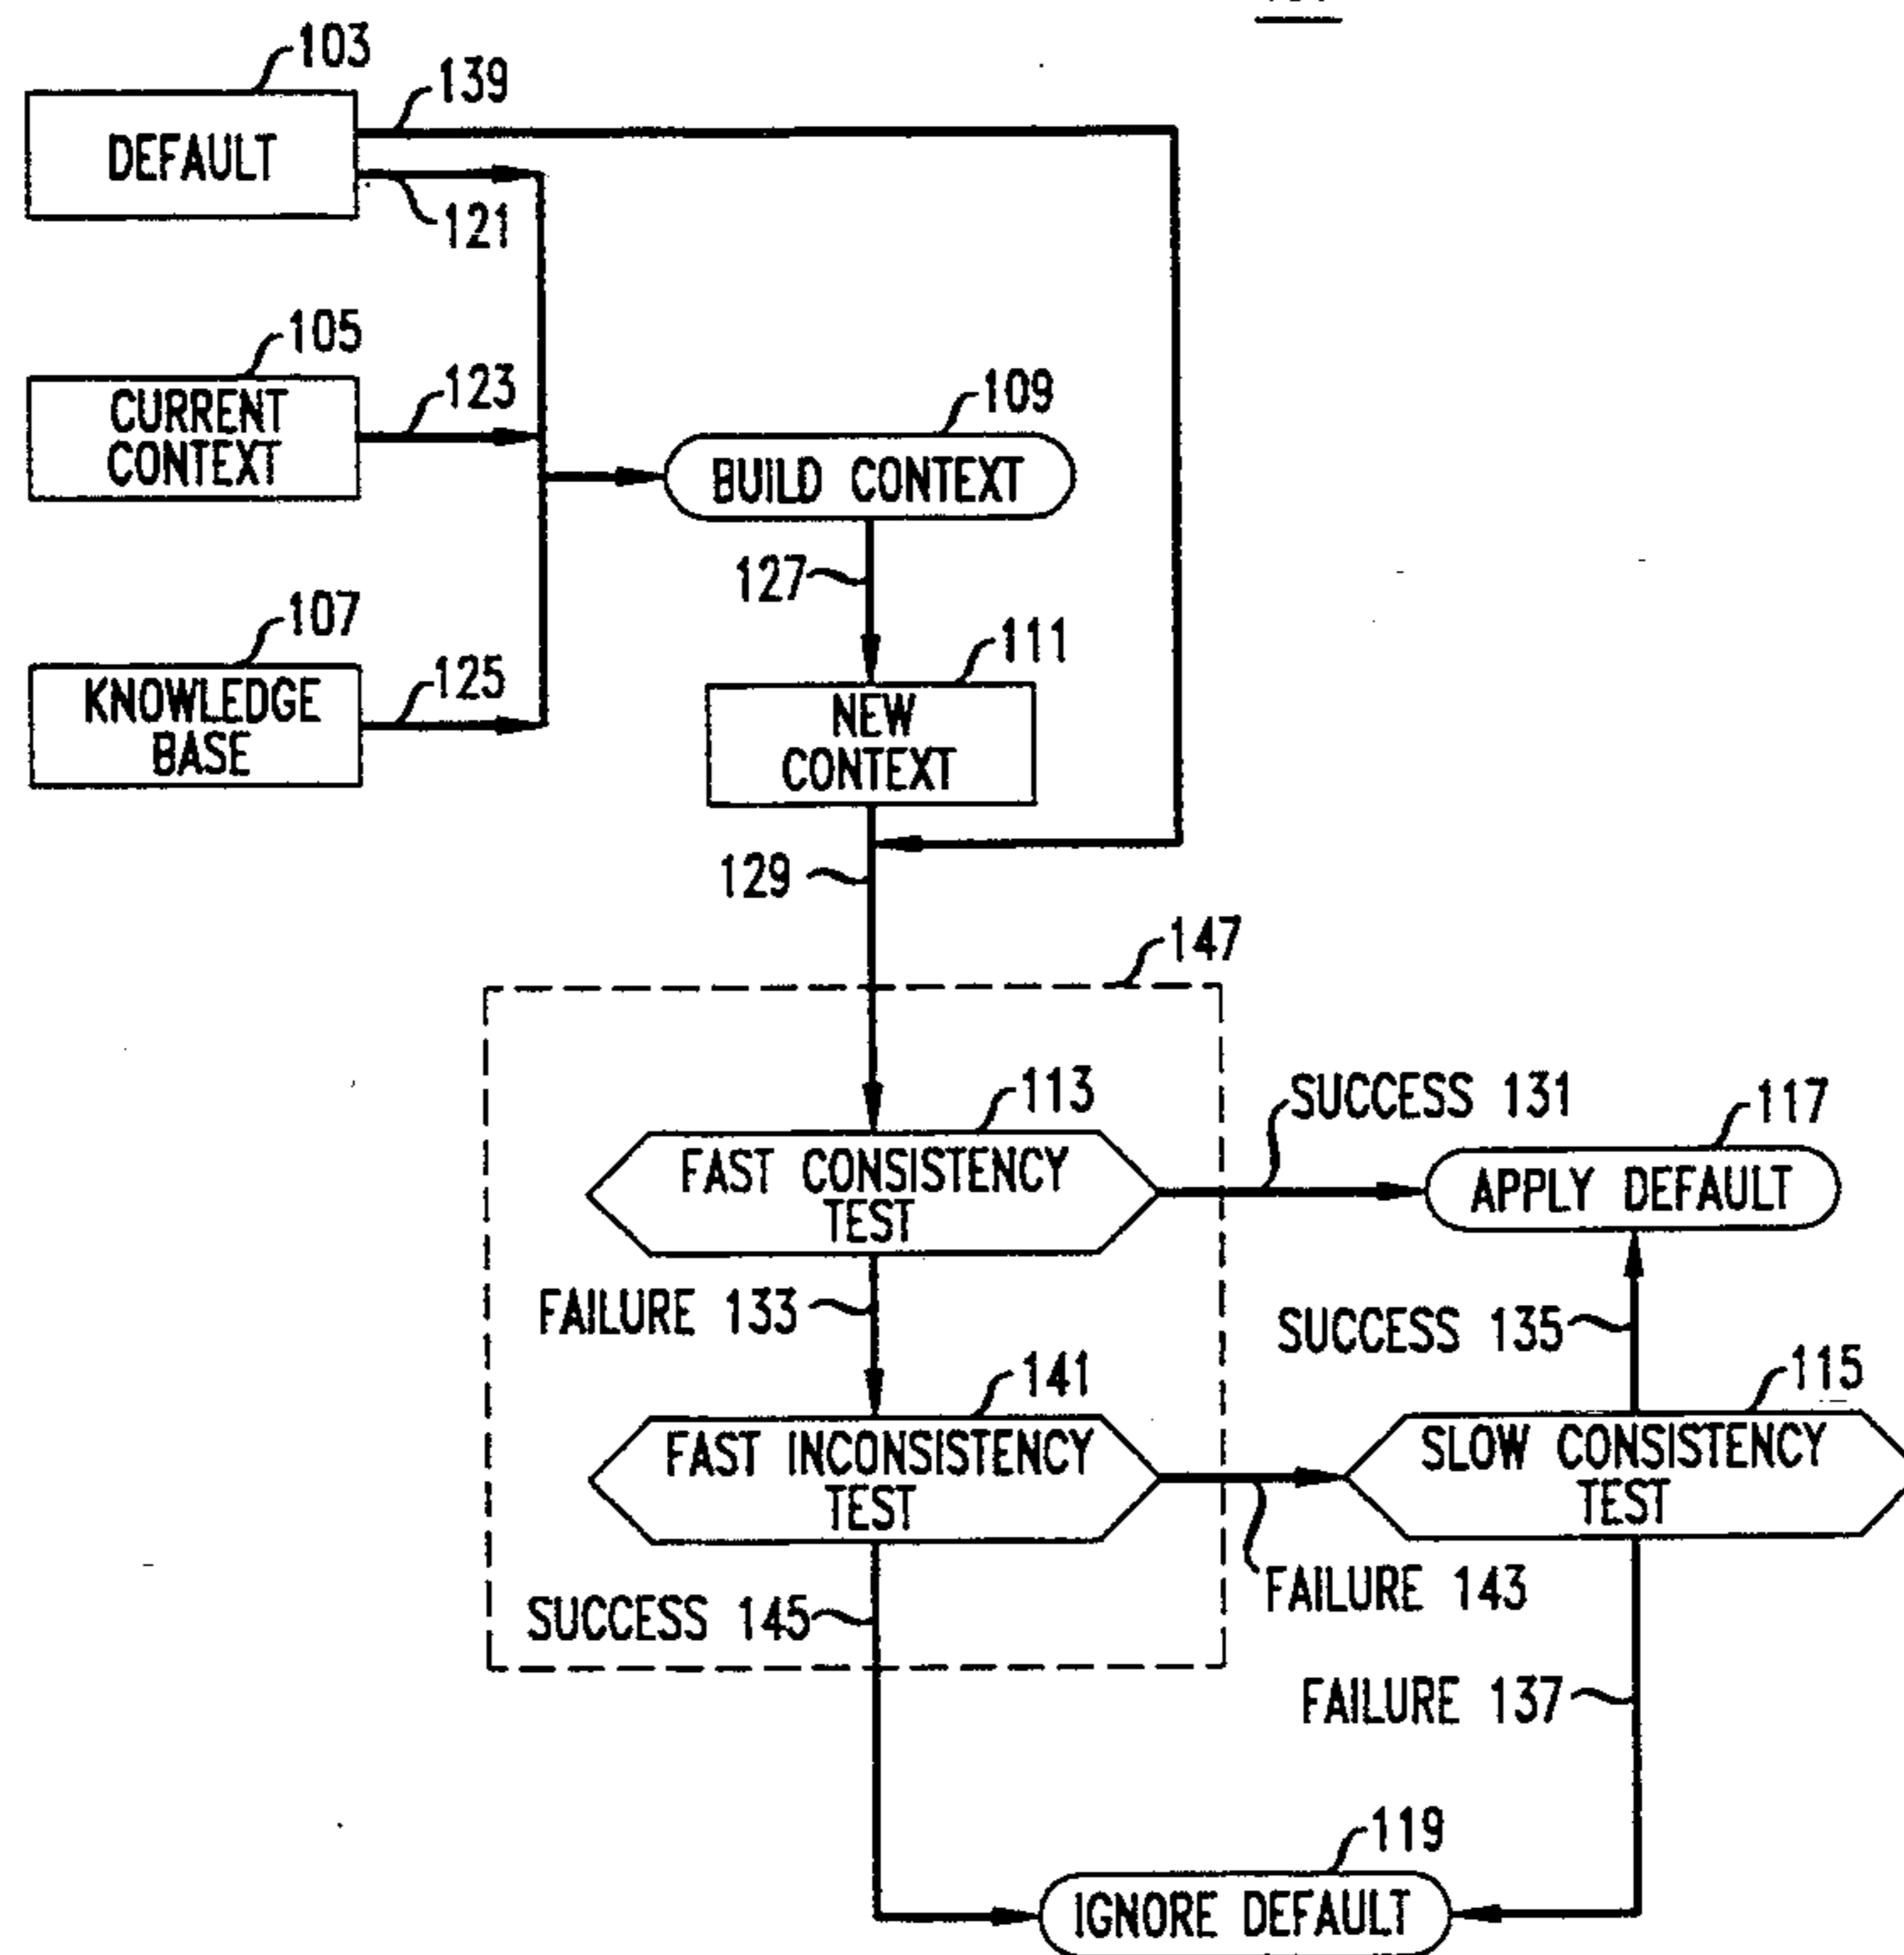 103
139
DEFAULT
121
105
CURRENT
CONTEXT
123
109
BUILD CONTEXT
127
107
KNOWLEDGE
BASE
125
111
NEW
CONTEXT
129
147
113
FAST CONSISTENCY
TEST
SUCCESS 131
117
APPLY DEFAULT
FAILURE 133
SUCCESS 135
141
FAST INCONSISTENCY
TEST
115
SLOW CONSISTENCY
TEST
FAILURE 143
SUCCESS 145
FAILURE 137
119
IGNORE DEFAULT